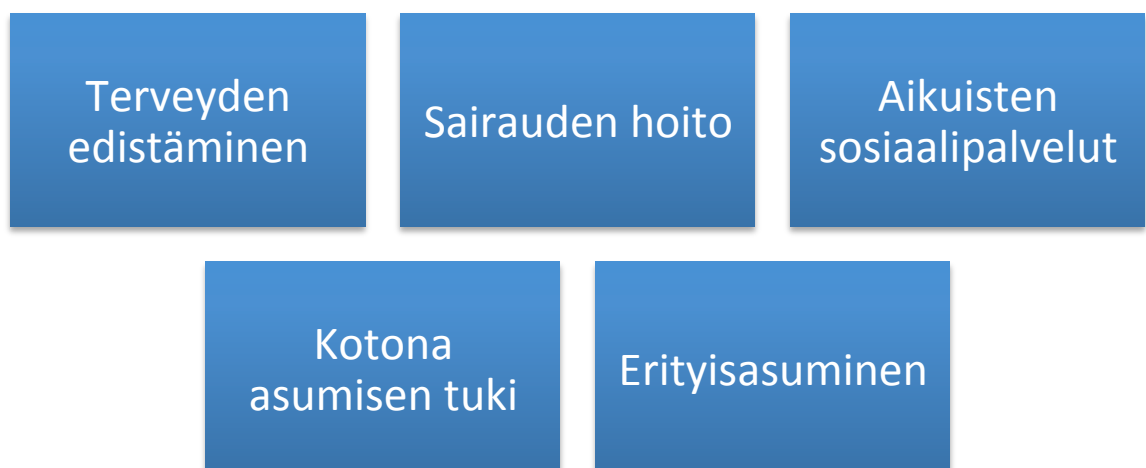 Terveyden
edistäminen
Sairauden hoito
Aikuisten
sosiaalipalvelut
Kotona
asumisen tuki
Erityisasuminen